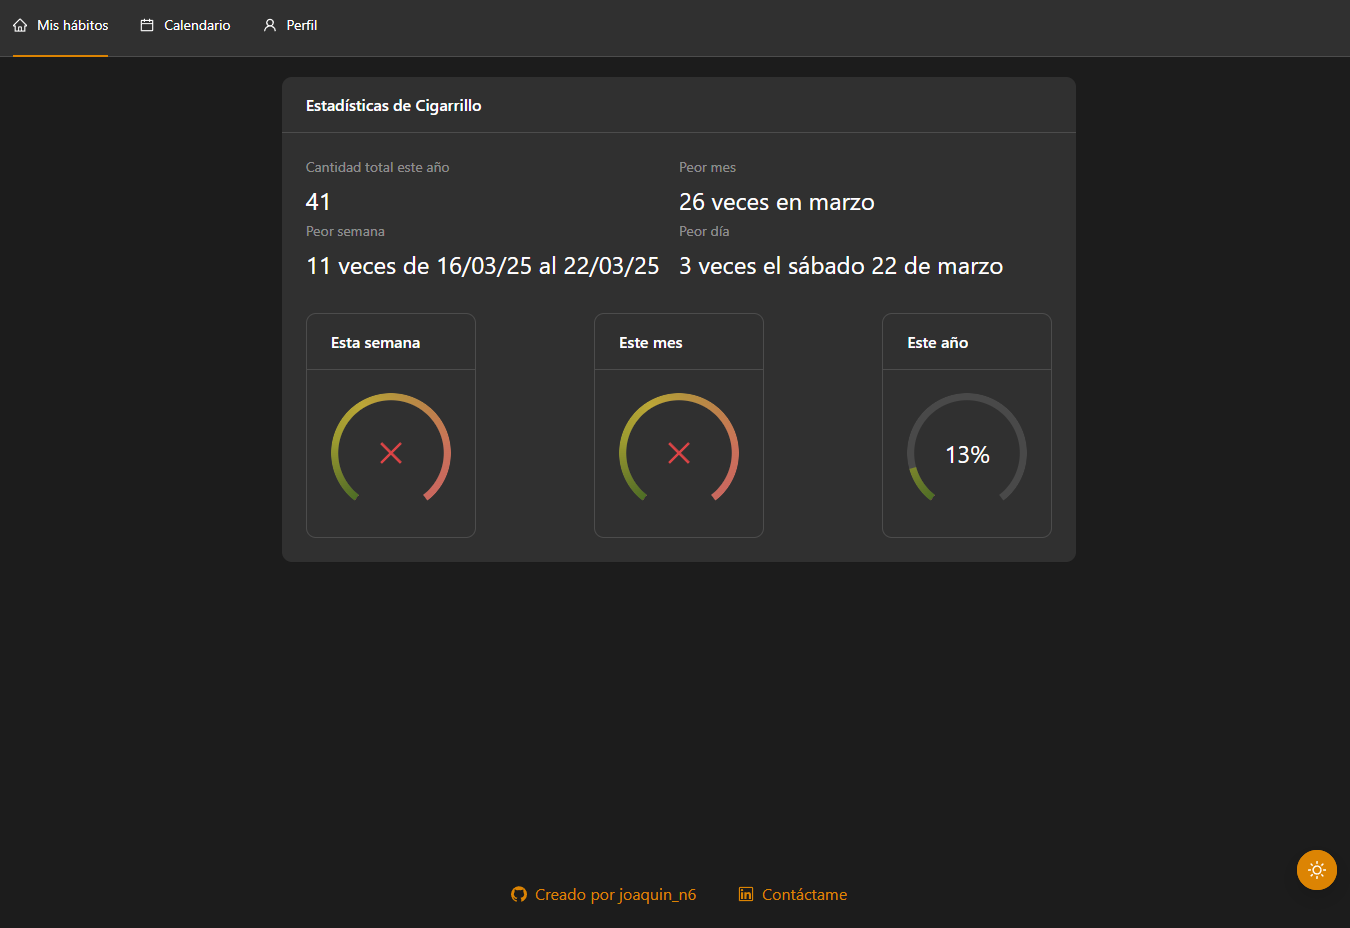 Mis hábitos
Calendario
Perfil
Estadísticas de Cigarrillo
Cantidad total este año
41
Peor mes
26 veces en marzo
Peor semana
11 veces de 16/03/25 al 22/03/25
Peor día
3 veces el sábado 22 de marzo
Esta semana
Este mes
Este año
13%
Creado por joaquin_n6
Contáctame